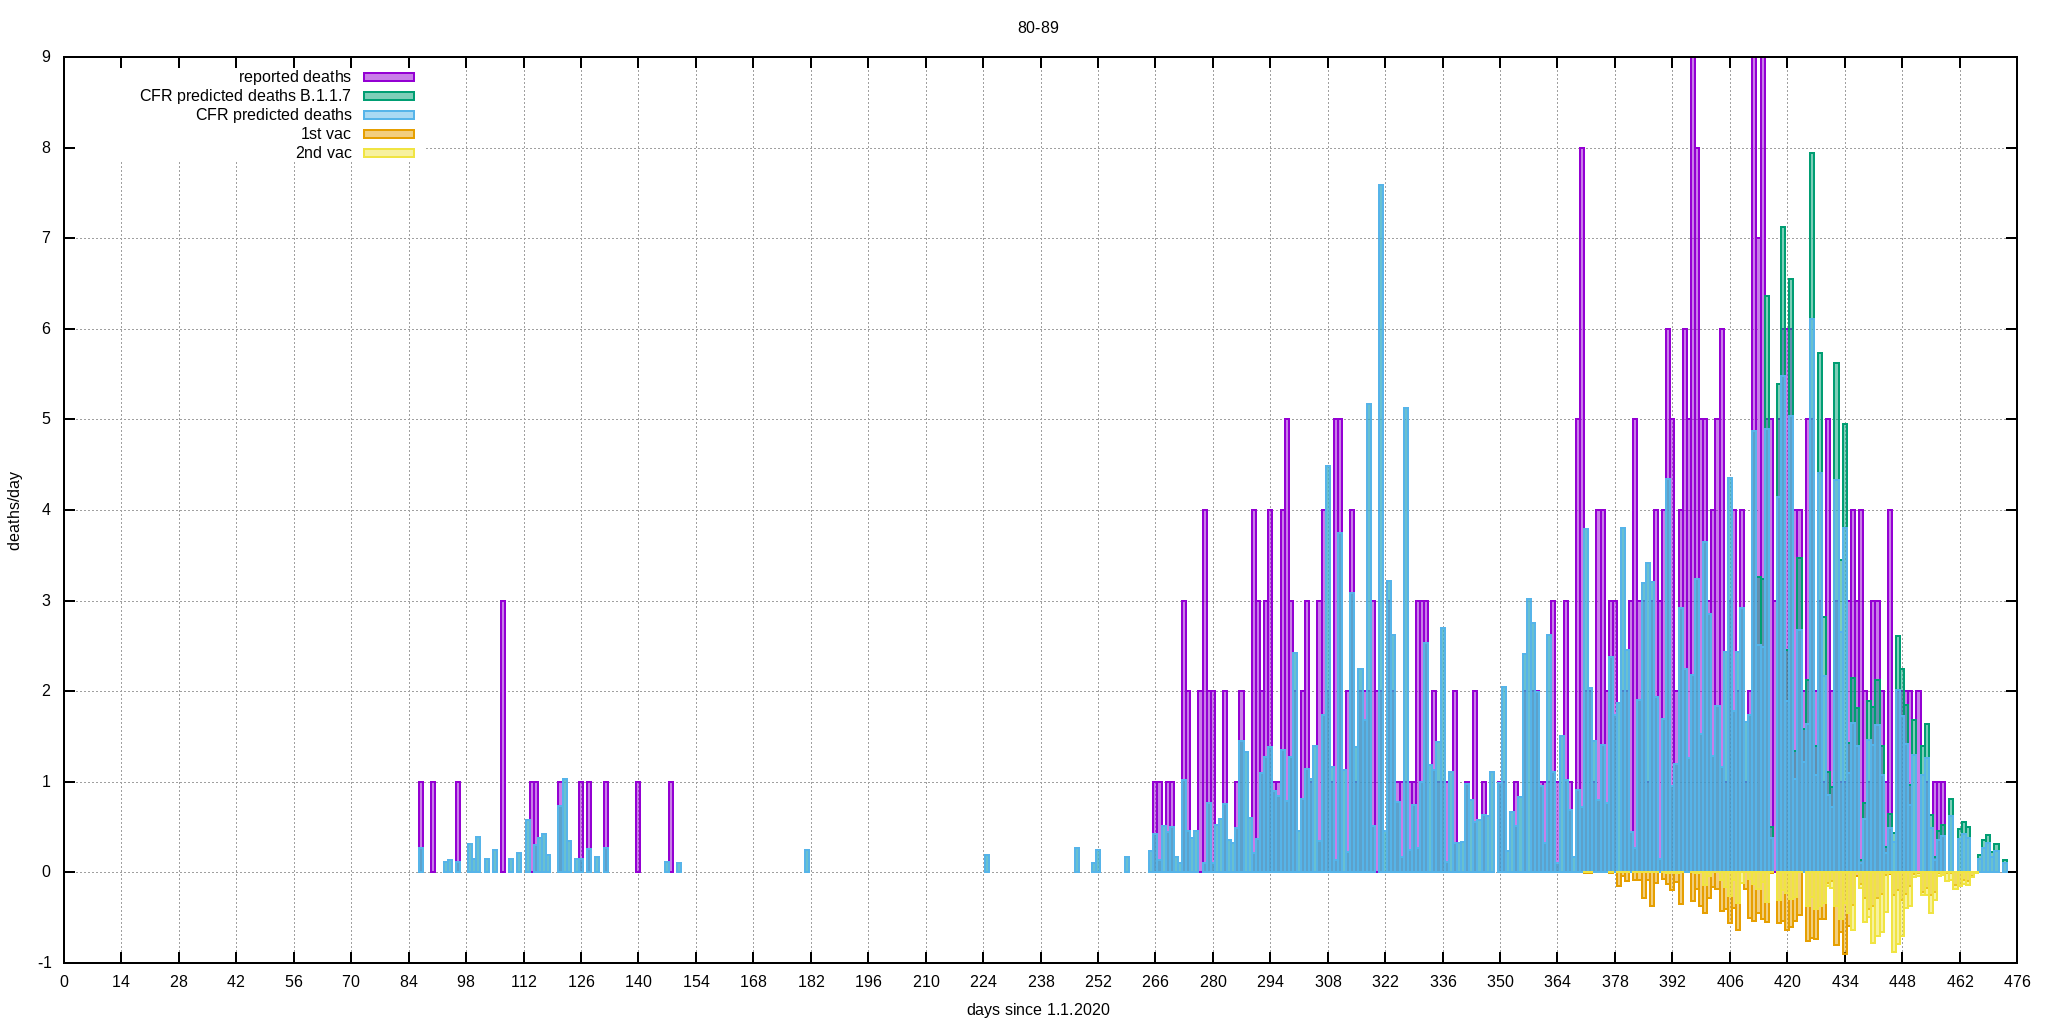 80-89
reported deaths
CFR predicted deaths B.1.1.7
CFR predicted deaths
1st vac
2nd vac
9
8
7
6
5
4
3
2
1
0
-1
deaths/day
0 14 28 42 56 70 84 98 112 126 140 154 168 182 196 210 224 238 252 266 280 294 308 322 336 350 364 378 392 406 420 434 448 462 476
days since 1.1.2020